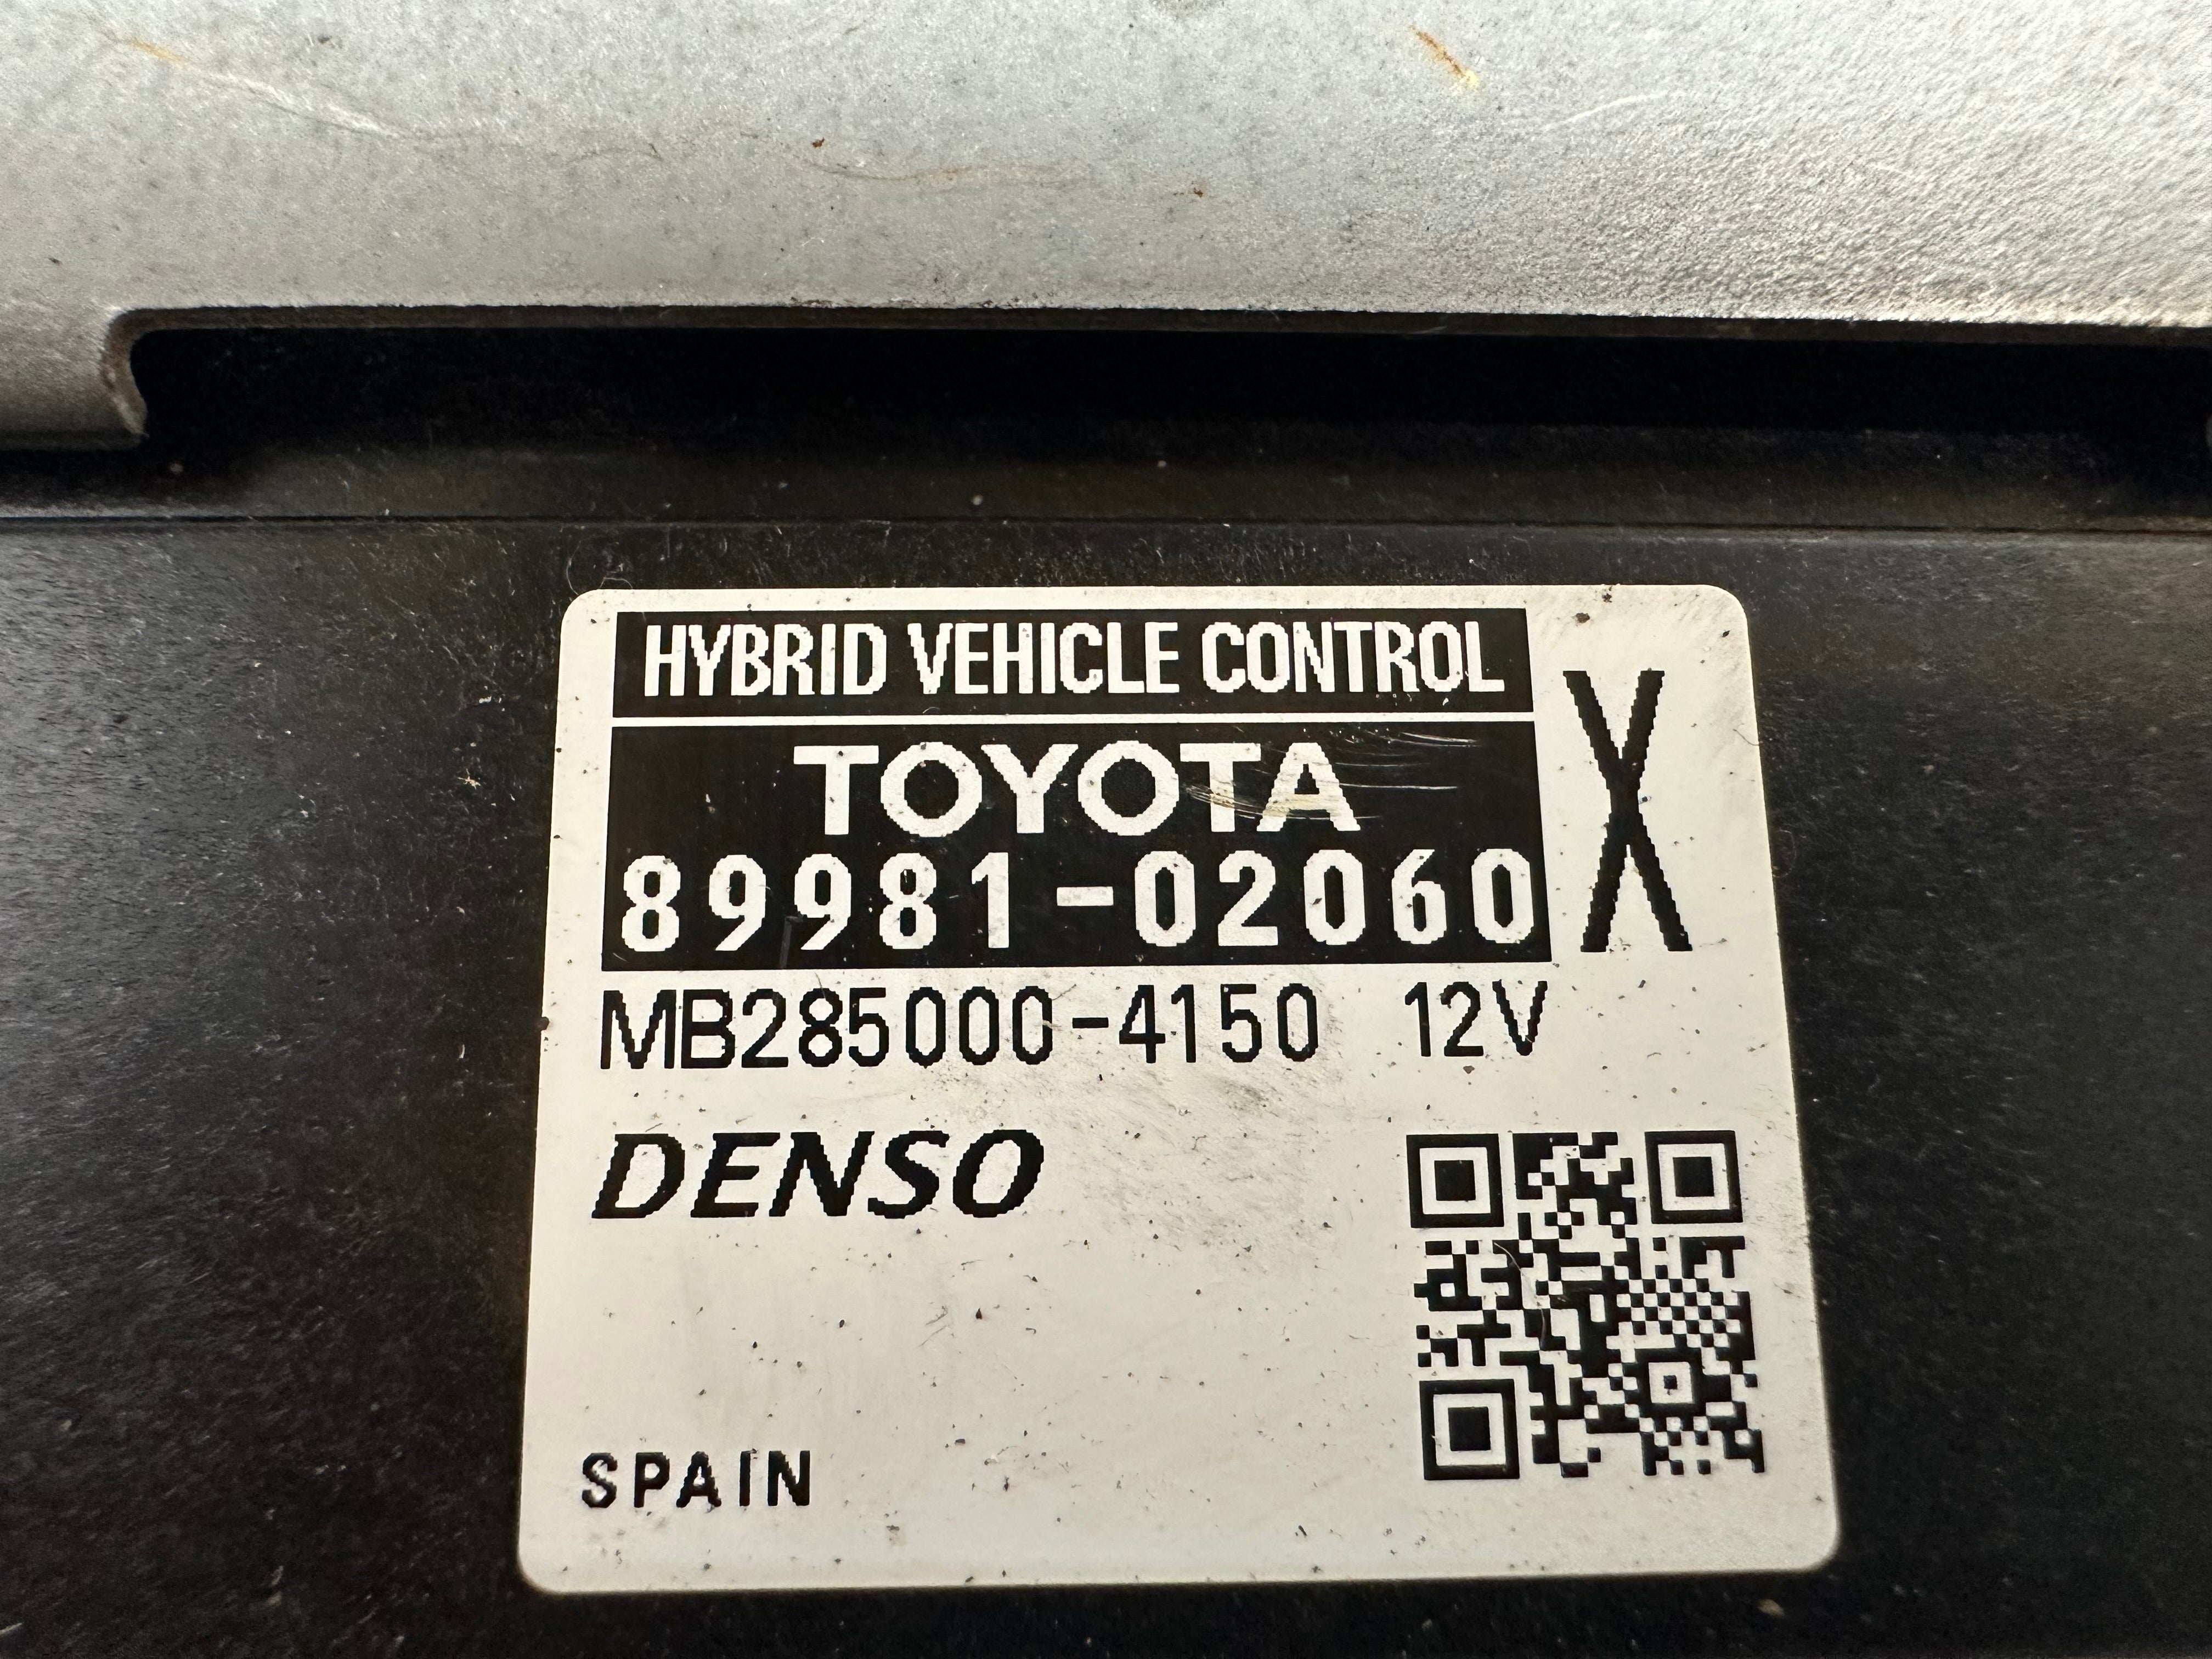 HYBRID VEHICLE CONTROL
TOYOTA
89981-02060
X
MB285000-4150 12V
DENSO
SPAIN